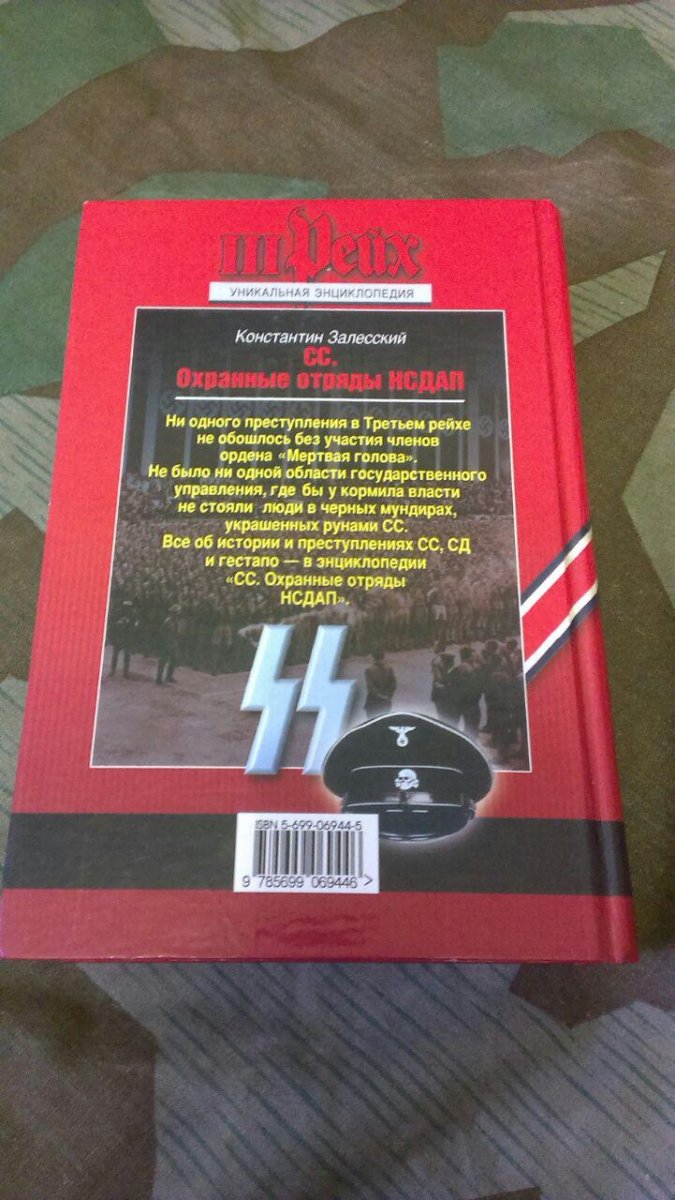 III Рейх
УНИКАЛЬНАЯ ЭНЦИКЛОПЕДИЯ
Константин Залесский
СС.
Охранные отряды НСДАП
Ни одного преступления в Третьем рейхе
не обошлось без участия членов
ордена «Мертвая голова».
Не было ни одной области государственного
управления, где бы у кормила власти
не стояли люди в черных мундирах,
украшенных рунами СС.
Все об истории и преступлениях СС, СД
и гестапо — в энциклопедии
«СС. Охранные отряды
НСДАП».
ISBN 5-699-06944-5
9 785699 069446 >